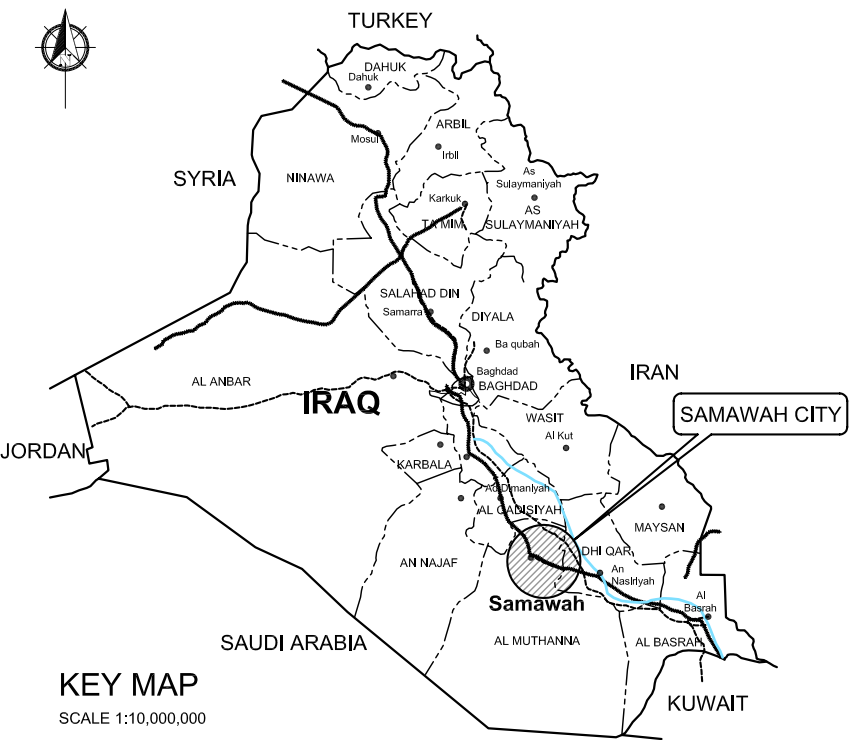 TURKEY
DAHUK
Dahuk
ARBIL
Mosul
Irbil
SYRIA
NINAWA
As
Sulaymaniyah
Karkuk
AS
SULAYMANIYAH
TA'MIM
SALAHAD DIN
Samarra
DIYALA
Ba qubah
IRAN
Baghdad
BAGHDAD
AL ANBAR
IRAQ
WASIT
SAMAWAH CITY
Al Kut
JORDAN
KARBALA
Ad Dimaniyah
AL QADISIYAH
MAYSAN
DHI QAR
AN NAJAF
An
Nasiriyah
Samawah
Al
Basrah
SAUDI ARABIA
AL MUTHANNA
AL BASRAH
KEY MAP
KUWAIT
SCALE 1:10,000,000